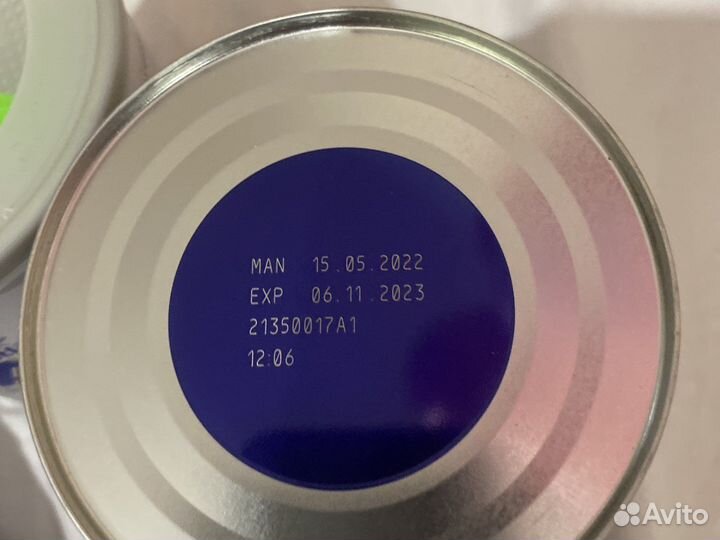 MAN 15.05.2022
EXP 06.11.2023
21350017A1
12:06
Avito